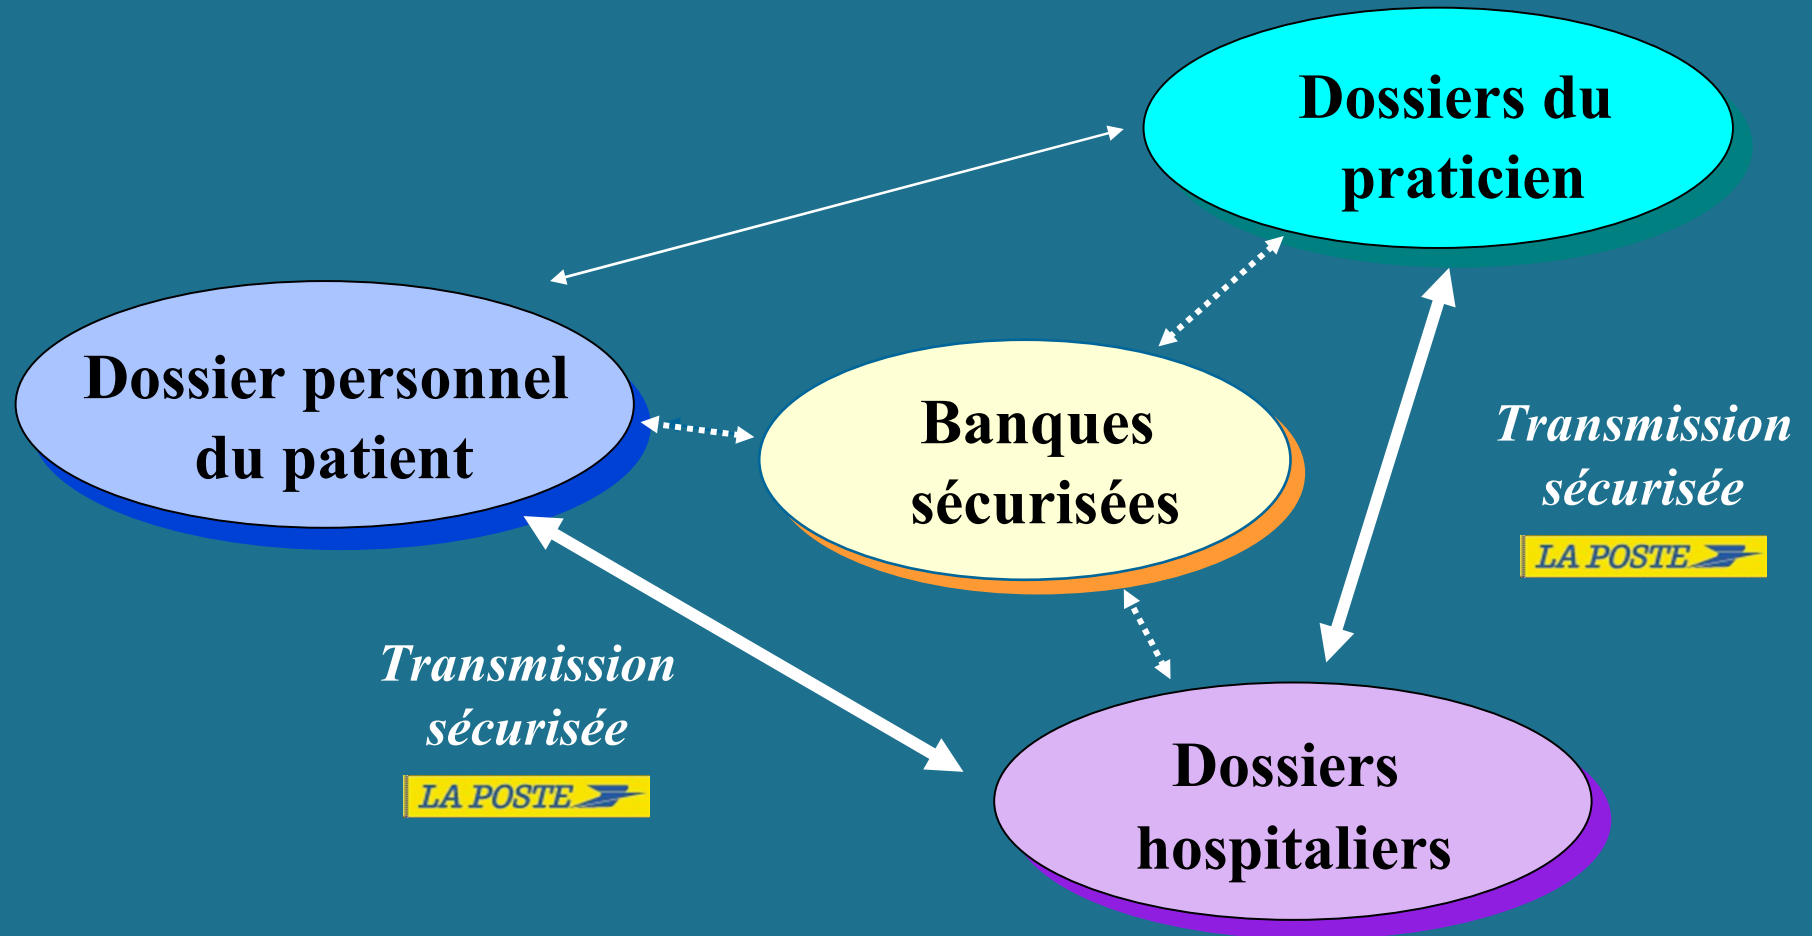 Dossiers du
praticien
Dossier personnel
du patient
Banques
sécurisées
Transmission
sécurisée
LA POSTE
Transmission
sécurisée
LA POSTE
Dossiers
hospitaliers